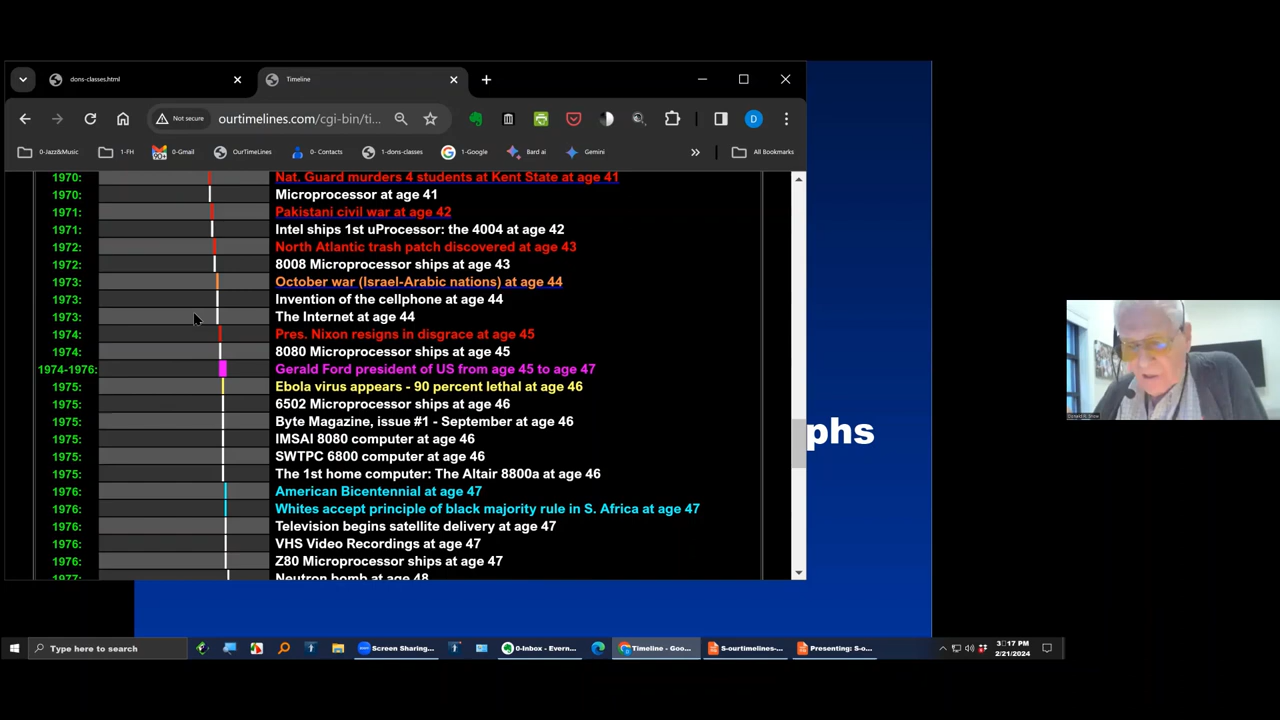 dons-classes.html
Timeline
Not secure
ourtimelines.com/cgi-bin/ti...
0-Jazz&Music
1-FH
90+
0-Gmail
OurTimeLines
0- Contacts
1-dons-classes
1-Google
Bard ai
Gemini
»
All Bookmarks
D
1970: Nat. Guard murders 4 students at Kent State at age 41
1970: Microprocessor at age 41
1971: Pakistani civil war at age 42
1971: Intel ships 1st uProcessor: the 4004 at age 42
1972: North Atlantic trash patch discovered at age 43
1972: 8008 Microprocessor ships at age 43
1973: October war (Israel-Arabic nations) at age 44
1973: Invention of the cellphone at age 44
1973: The Internet at age 44
1974: Pres. Nixon resigns in disgrace at age 45
1974: 8080 Microprocessor ships at age 45
1974-1976: Gerald Ford president of US from age 45 to age 47
1975: Ebola virus appears - 90 percent lethal at age 46
1975: 6502 Microprocessor ships at age 46
1975: Byte Magazine, issue #1 - September at age 46
1975: IMSAI 8080 computer at age 46
1975: SWTPC 6800 computer at age 46
1975: The 1st home computer: The Altair 8800a at age 46
1976: American Bicentennial at age 47
1976: Whites accept principle of black majority rule in S. Africa at age 47
1976: Television begins satellite delivery at age 47
1976: VHS Video Recordings at age 47
1976: Z80 Microprocessor ships at age 47
1977: Neutron bomb at age 48
phs
Type here to search
Screen Sharing...
0-Inbox - Evern...
Timeline - Goo...
S-ourtimelines-...
Presenting: S-o...
2/21/2024